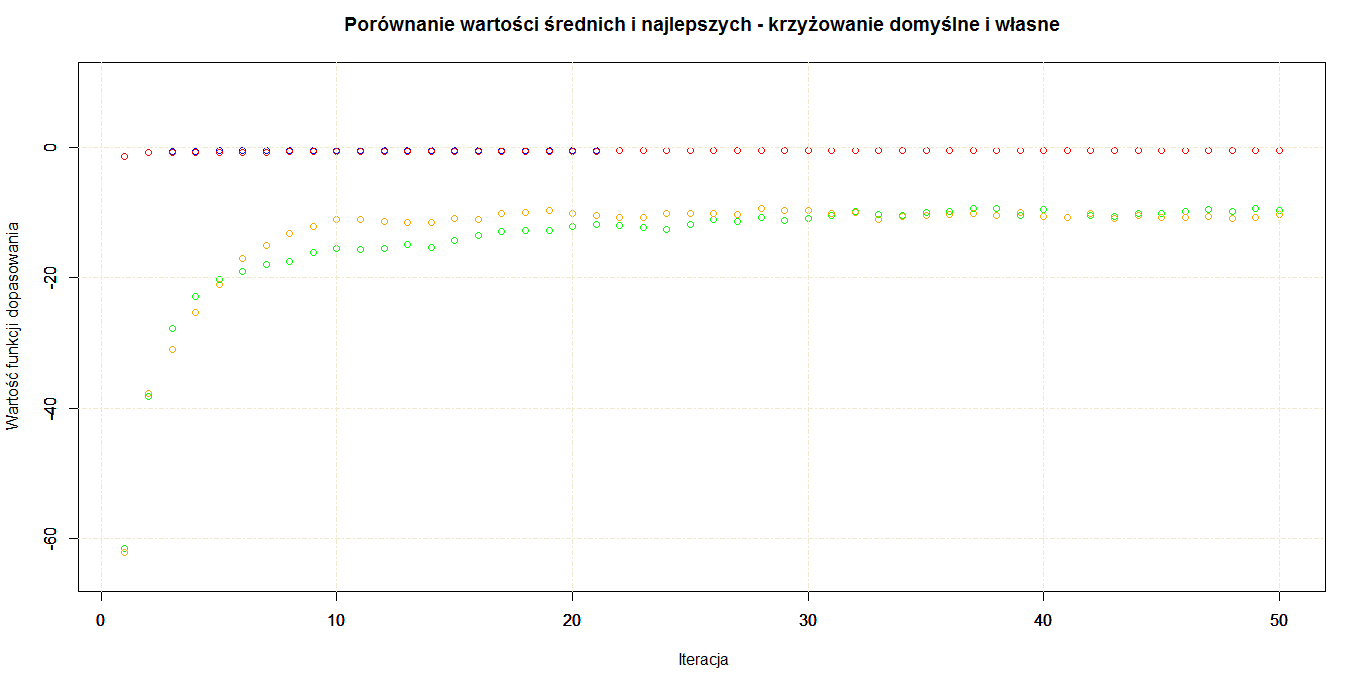 Porównanie wartości średnich i najlepszych - krzyżowanie domyślne i własne
Wartość funkcji dopasowania
0
-20
-40
-60
0 10 20 30 40 50
Iteracja